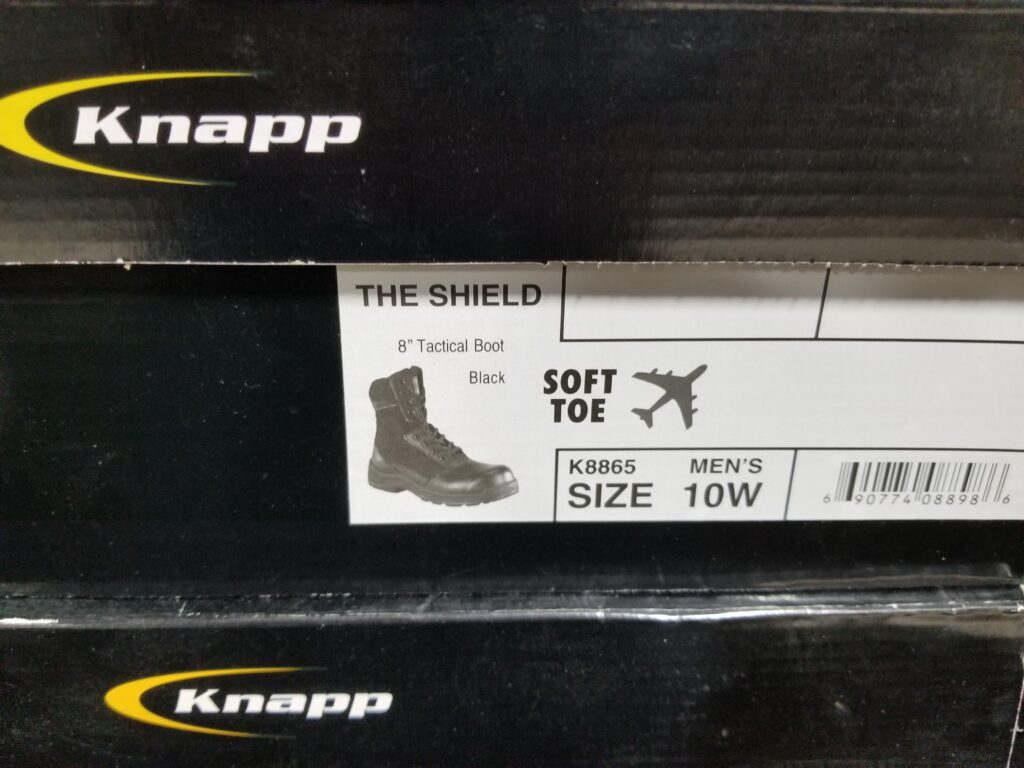 Knapp
THE SHIELD
8” Tactical Boot
Black
SOFT
TOE
K8865 MEN'S
SIZE 10W
6 90774 08898 6
Knapp